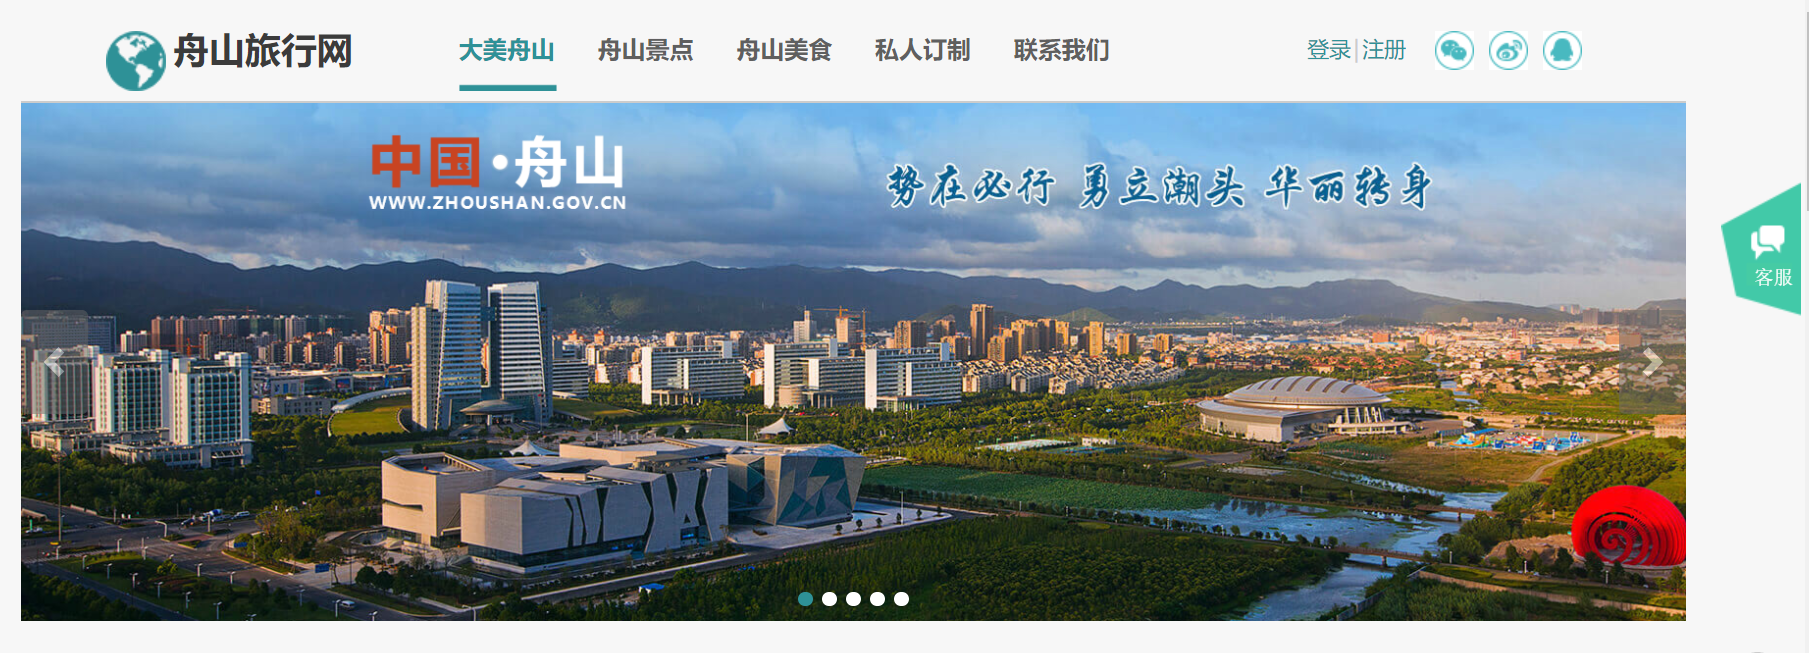 舟山旅行网
大美舟山 舟山景点 舟山美食 私人订制 联系我们
登录|注册
中国·舟山
WWW.ZHOUSHAN.GOV.CN
势在必行 勇立潮头 华丽转身
客服